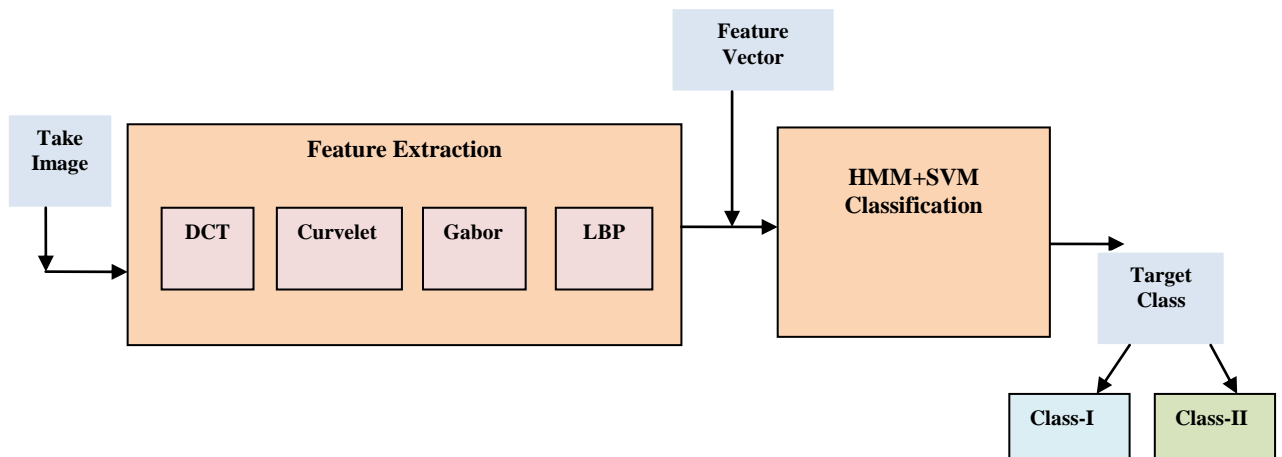 Feature
Vector
Take
Image
Feature Extraction
DCT
Curvelet
Gabor
LBP
HMM+SVM
Classification
Target
Class
Class-I
Class-II